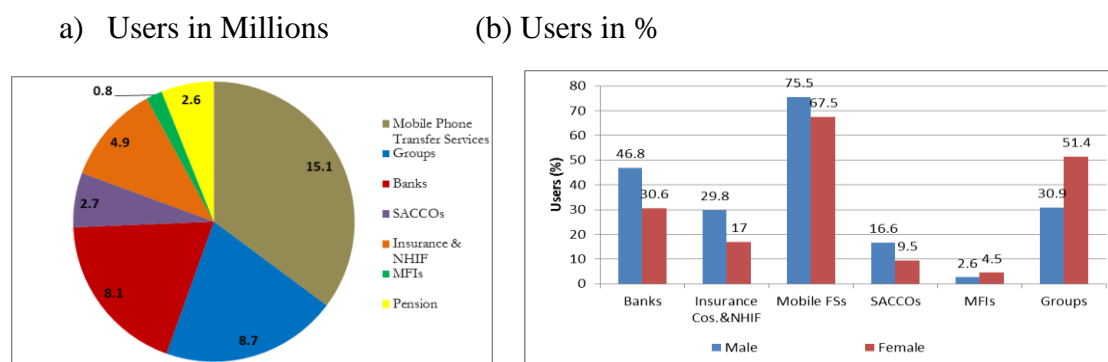 a) Users in Millions
(b) Users in %
0.8
2.6
4.9
15.1
2.7
8.1
8.7
Mobile Phone
Transfer Services
Groups
Banks
SACCOs
Insurance &
NHIF
MFIs
Pension
Users (%)
80
70
60
50
40
30
20
10
0
46.8
30.6
29.8
17
75.5
67.5
16.6
9.5
2.6
4.5
30.9
51.4
Banks
Insurance
Cos.&NHIF
Mobile FSs
SACCOs
MFIs
Groups
Male
Female